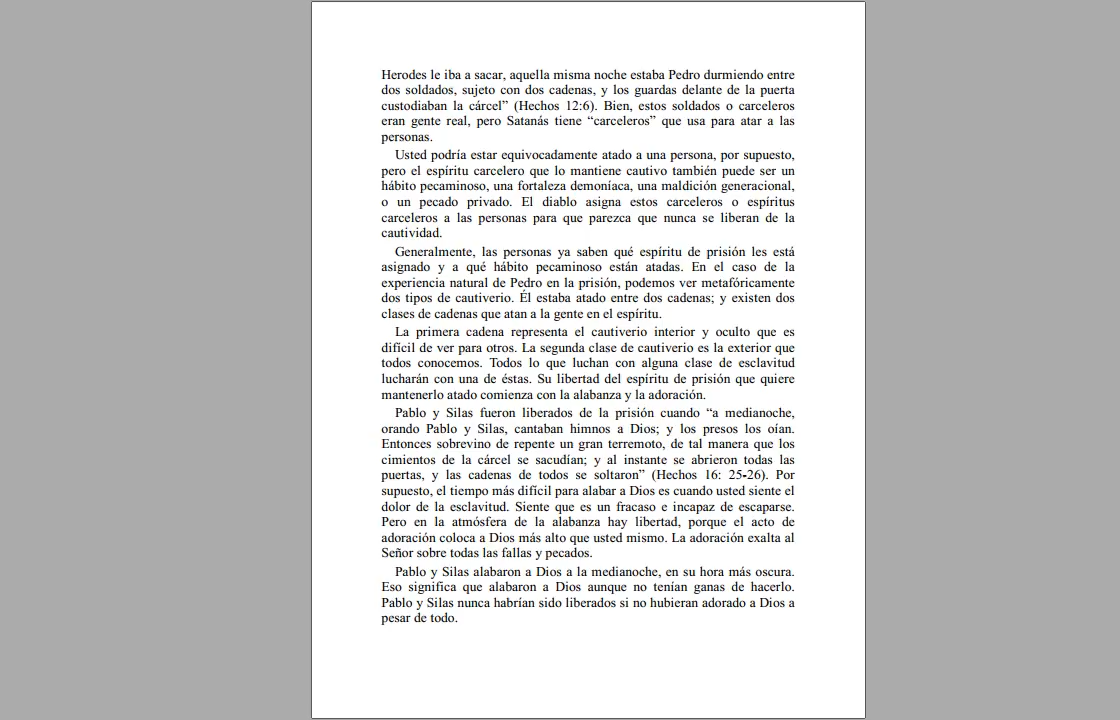 Herodes le iba a sacar, aquella misma noche estaba Pedro durmiendo entre
dos soldados, sujeto con dos cadenas, y los guardas delante de la puerta
custodiaban la cárcel” (Hechos 12:6). Bien, estos soldados o carceleros
eran gente real, pero Satanás tiene “carceleros” que usa para atar a las
personas.
Usted podría estar equivocadamente atado a una persona, por supuesto,
pero el espíritu carcelero que lo mantiene cautivo también puede ser un
hábito pecaminoso, una fortaleza demoníaca, una maldición generacional,
o un pecado privado. El diablo asigna estos carceleros o espíritus
carceleros a las personas para que parezca que nunca se liberan de la
cautividad.
Generalmente, las personas ya saben qué espíritu de prisión les está
asignado y a qué hábito pecaminoso están atadas. En el caso de la
experiencia natural de Pedro en la prisión, podemos ver metafóricamente
dos tipos de cautiverio. Él estaba atado entre dos cadenas; y existen dos
clases de cadenas que atan a la gente en el espíritu.
La primera cadena representa el cautiverio interior y oculto que es
difícil de ver para otros. La segunda clase de cautiverio es la exterior que
todos conocemos. Todos lo que luchan con alguna clase de esclavitud
lucharán con una de éstas. Su libertad del espíritu de prisión que quiere
mantenerlo atado comienza con la alabanza y la adoración.
Pablo y Silas fueron liberados de la prisión cuando “a medianoche,
orando Pablo y Silas, cantaban himnos a Dios; y los presos los oían.
Entonces sobrevino de repente un gran terremoto, de tal manera que los
cimientos de la cárcel se sacudían; y al instante se abrieron todas las
puertas, y las cadenas de todos se soltaron” (Hechos 16: 25-26). Por
supuesto, el tiempo más difícil para alabar a Dios es cuando usted siente el
dolor de la esclavitud. Siente que es un fracaso e incapaz de escaparse.
Pero en la atmósfera de la alabanza hay libertad, porque el acto de
adoración coloca a Dios más alto que usted mismo. La adoración exalta al
Señor sobre todas las fallas y pecados.
Pablo y Silas alabaron a Dios a la medianoche, en su hora más oscura.
Eso significa que alabaron a Dios aunque no tenían ganas de hacerlo.
Pablo y Silas nunca habrían sido liberados si no hubieran adorado a Dios a
pesar de todo.